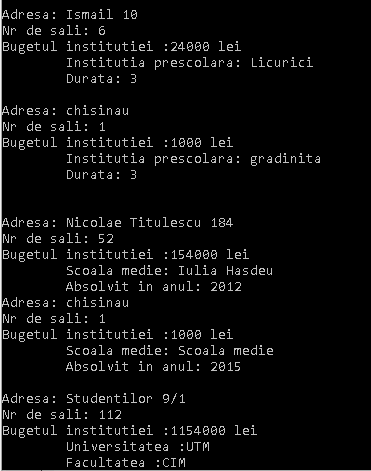 Adresa: Ismail 10
Nr de sali: 6
Bugetul institutiei :24000 lei
Institutia prescolara: Licurici
Durata: 3
Adresa: chisinau
Nr de sali: 1
Bugetul institutiei :1000 lei
Institutia prescolara: gradinita
Durata: 3
Adresa: Nicolae Titulescu 184
Nr de sali: 52
Bugetul institutiei :154000 lei
Scoala medie: Iulia Hasdeu
Absolvit in anul: 2012
Adresa: chisinau
Nr de sali: 1
Bugetul institutiei :1000 lei
Scoala medie: Scoala medie
Absolvit in anul: 2015
Adresa: Studentilor 9/1
Nr de sali: 112
Bugetul institutiei :1154000 lei
Universitatea :UTM
Facultatea :CIM